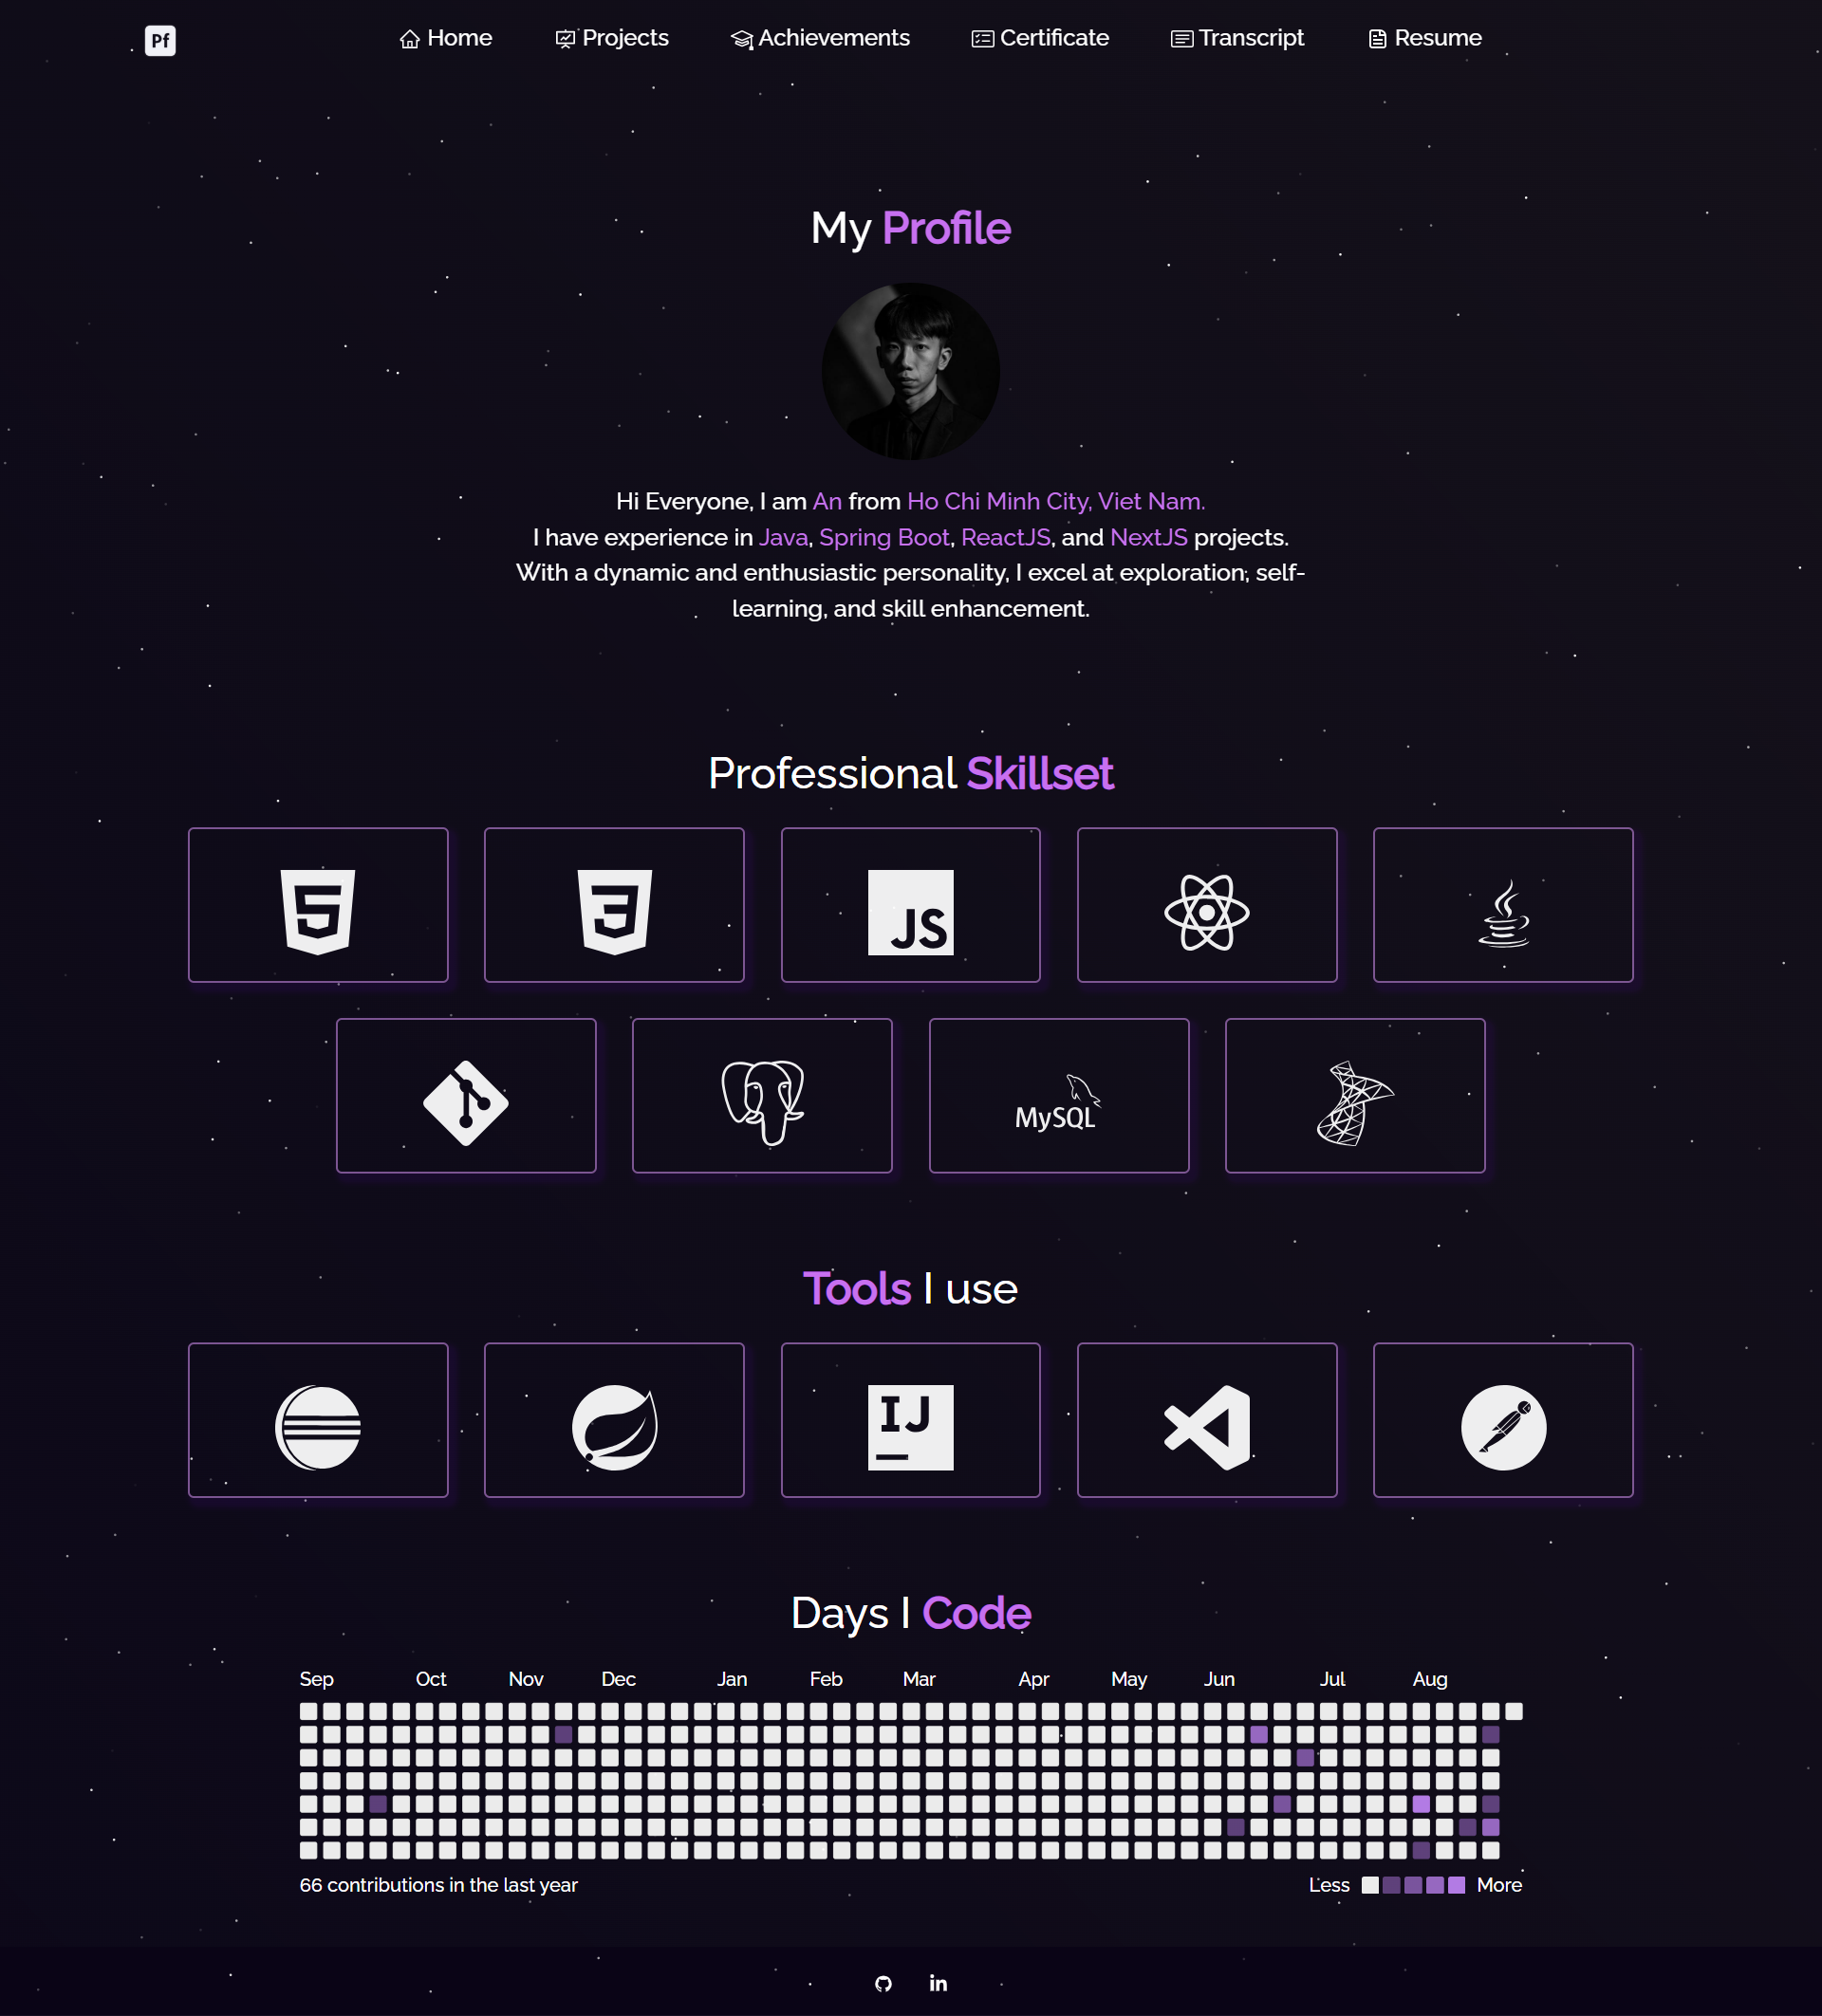 Pf
Home
Projects
Achievements
Certificate
Transcript
Resume
My Profile
Hi Everyone, I am An from Ho Chi Minh City, Viet Nam.
I have experience in Java, Spring Boot, ReactJS, and NextJS projects.
With a dynamic and enthusiastic personality, I excel at exploration, self-
learning, and skill enhancement.
Professional Skillset
JS
MySQL
Tools I use
IJ
Days I Code
Sep
Oct
Nov
Dec
Jan
Feb
Mar
Apr
May
Jun
Jul
Aug
66 contributions in the last year
Less
More
in